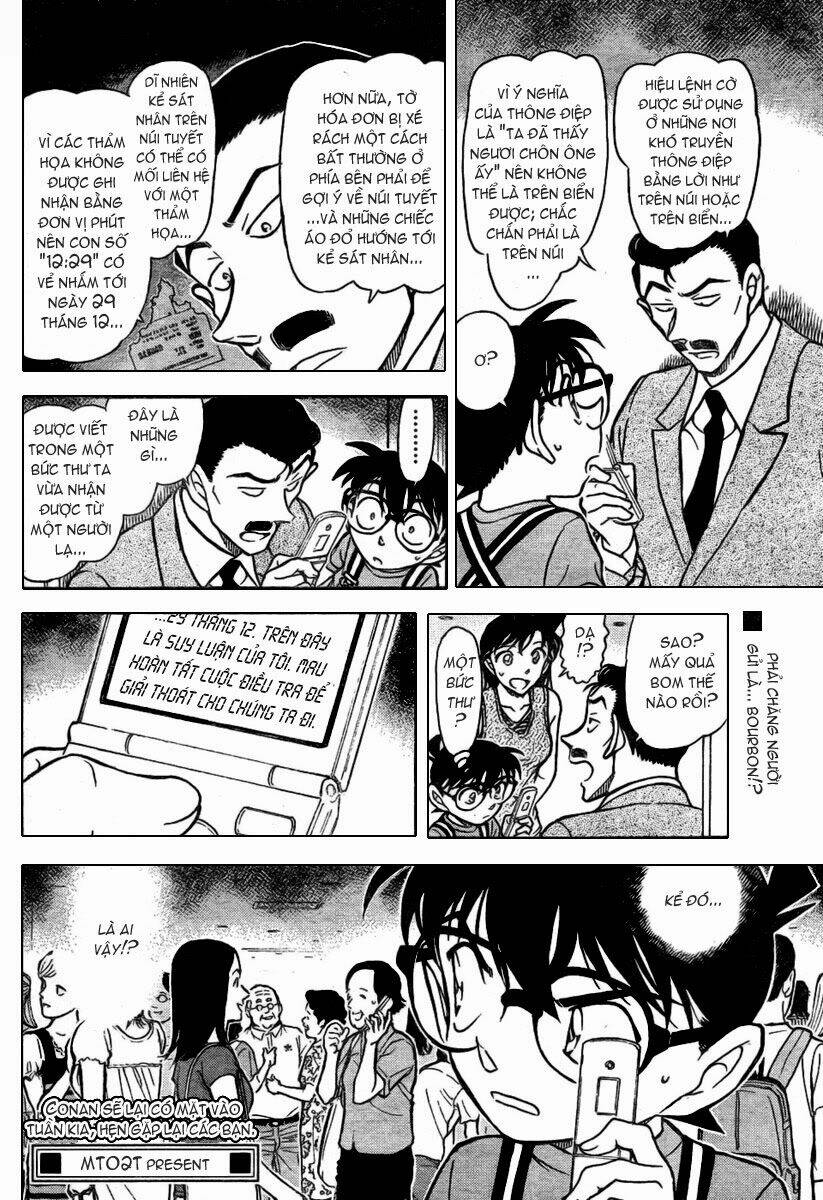 HIỆU LỆNH CỜ
ĐƯỢC SỬ DỤNG
Ở NHỮNG NƠI
KHÓ TRUYỀN
THÔNG ĐIỆP
BẰNG LỜI NHƯ
TRÊN NÚI HOẶC
TRÊN BIỂN...
VÌ Ý NGHĨA
CỦA THÔNG ĐIỆP
LÀ "TA ĐÃ THẤY
NGƯƠI CHÔN ÔNG
ẤY" NÊN KHÔNG
THỂ LÀ TRÊN BIỂN
ĐƯỢC; CHẮC
CHẮN PHẢI LÀ
TRÊN NÚI
...
Ơ?
HƠN NỮA, TỜ
HÓA ĐƠN BỊ XÉ
RÁCH MỘT CÁCH
BẤT THƯỜNG Ở
PHÍA BÊN PHẢI ĐỂ
GỢI Ý VỀ NÚI TUYẾT
...VÀ NHỮNG CHIẾC
ÁO ĐỎ HƯỚNG TỚI
KẺ SÁT NHÂN...
DĨ NHIÊN
KẺ SÁT
NHÂN TRÊN
NÚI TUYẾT
CÓ THỂ CÓ
MỐI LIÊN HỆ
VỚI MỘT
THẢM
HỌA...
VÌ CÁC THẢM
HỌA KHÔNG
ĐƯỢC GHI
NHẬN BẰNG
ĐƠN VỊ PHÚT
NÊN CON SỐ
"12:29" CÓ
VẺ NHẮM TỚI
NGÀY 29
THÁNG 12...
.........
ĐÂY LÀ
NHỮNG
GÌ...
ĐƯỢC VIẾT
TRONG MỘT
BỨC THƯ TA
VỪA NHẬN
ĐƯỢC TỪ
MỘT NGƯỜI
LẠ...
PHẢI CHĂNG NGƯỜI
GỬI LÀ... BOURBON!?
SAO?
MẤY QUẢ
BOM THẾ
NÀO RỒI?
DẠ
!?
MỘT
BỨC
THƯ
?
...29 THÁNG 12. TRÊN ĐÂY
LÀ SUY LUẬN CỦA TÔI. MAU
HOÀN TẤT CUỘC ĐIỀU TRA ĐỂ
GIẢI THOÁT CHO CHÚNG TA ĐI.
KẺ ĐÓ...
LÀ AI
VẬY!?
CONAN SẼ LẠI CÓ MẶT VÀO
TUẦN KIA, HẸN GẶP LẠI CÁC BẠN.
MT02T PRESENT